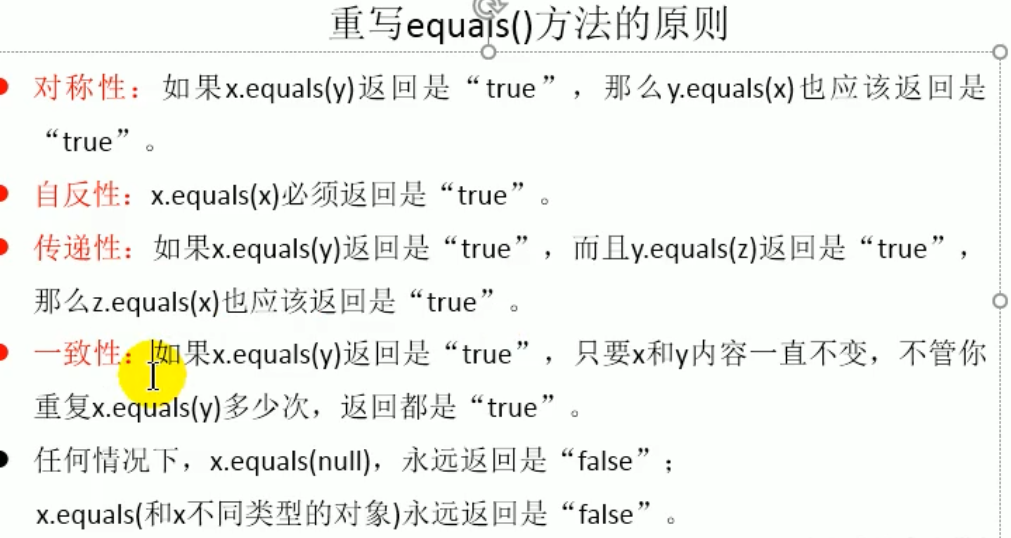 重写equals()方法的原则
对称性：如果x.equals(y)返回是“true”，那么y.equals(x)也应该返回是
“true”。
自反性：x.equals(x)必须返回是“true”。
传递性：如果x.equals(y)返回是“true”，而且y.equals(z)返回是“true”，
那么z.equals(x)也应该返回是“true”。
一致性：如果x.equals(y)返回是“true”，只要x和y内容一直不变，不管你
重复x.equals(y)多少次，返回都是“true”。
任何情况下，x.equals(null)，永远返回是“false”；
x.equals(和x不同类型的对象)永远返回是“false”。